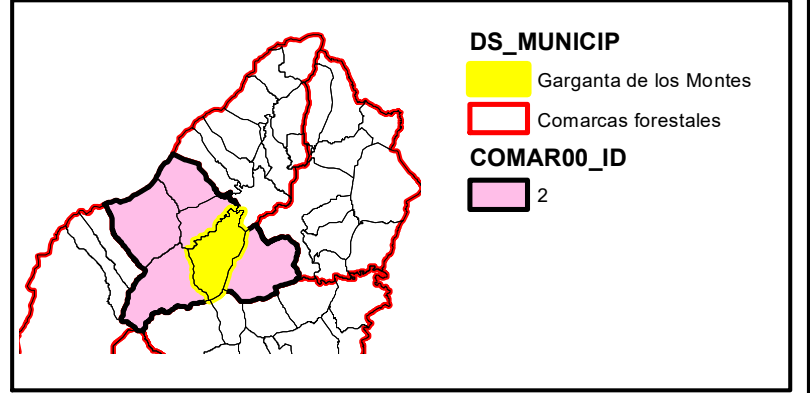 DS_MUNICIP
Garganta de los Montes
Comarcas forestales
COMAR00_ID
2